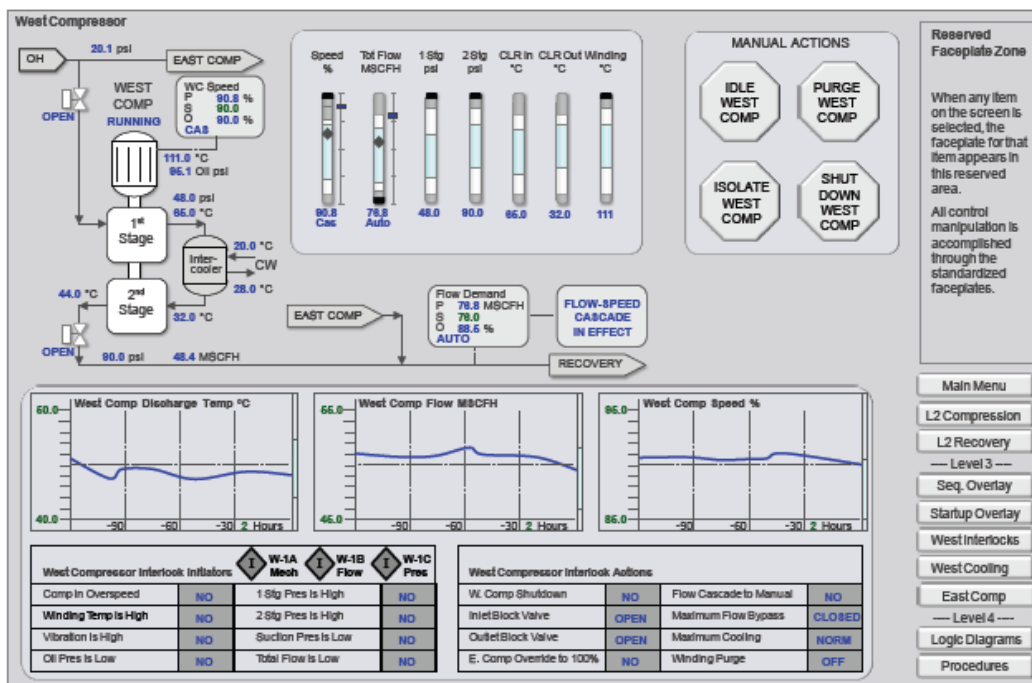 West Compressor
20.1 psi
OH
EAST COMP
WEST
COMP
RUNNING
OPEN
WC Speed
P 90.8 %
S 90.0
O 90.0 %
CAS
111.0 °C
95.1 Oil psi
48.0 psi
65.0 °C
1st
Stage
20.0 °C
Inter-
cooler
CW
28.0 °C
2nd
Stage
44.0 °C
32.0 °C
OPEN
90.0 psi
48.4 MSCFH
EAST COMP
Flow Demand
P 76.8 MSCFH
S 76.0
O 88.5 %
AUTO
FLOW-SPEED
CASCADE
IN EFFECT
RECOVERY
Speed Tot Flow 1 Stg 2 Stg CLR In CLR Out Winding
% MSCFH psi psi °C °C °C
90.8 76.8 48.0 90.0 65.0 32.0 111
Cas Auto
MANUAL ACTIONS
IDLE
WEST
COMP
PURGE
WEST
COMP
ISOLATE
WEST
COMP
SHUT
DOWN
WEST
COMP
Reserved
Faceplate Zone
When any item
on the screen is
selected, the
faceplate for that
item appears in
this reserved
area.
All control
manipulation is
accomplished
through the
standardized
faceplates.
West Comp Discharge Temp ºC
40.0
-90 -60 -30 2 Hours
West Comp Flow MSCFH
55.0
45.0
-90 -60 -30 2 Hours
West Comp Speed %
95.0
85.0
-90 -60 -30 2 Hours
West Compressor Interlock Initiators
I W-1A Mech
I W-1B Flow
I W-1C Pres
Comp in Overspeed NO 1 Stg Pres is High NO
Winding Temp is High NO 2 Stg Pres is High NO
Vibration is High NO Suction Pres is Low NO
Oil Pres is Low NO Total Flow is Low NO
West Compressor Interlock Actions
W. Comp Shutdown NO Flow Cascade to Manual NO
Inlet Block Valve OPEN Maximum Flow Bypass CLOSED
Outlet Block Valve OPEN Maximum Cooling NORM
E. Comp Override to 100% NO Winding Purge OFF
Main Menu
L2 Compression
L2 Recovery
---- Level 3 ----
Seq. Overlay
Startup Overlay
West Interlocks
West Cooling
East Comp
---- Level 4 ----
Logic Diagrams
Procedures